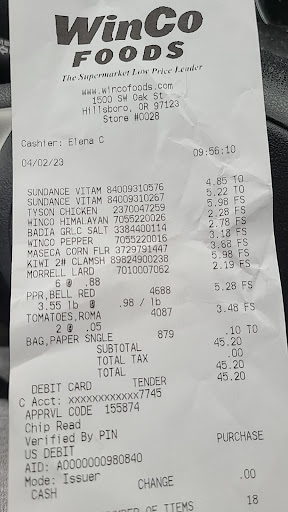 WinCo
FOODS
The Supermarket Low Price Leader
www.wincofoods.com
1500 SW Oak St
Hillsboro, OR 97123
Store #0028
Cashier: Elena C
04/02/23 09:56:10
SUNDANCE VITAM 84009310576 4.85 TO
SUNDANCE VITAM 84009310267 5.22 TO
TYSON CHICKEN 2370047259 5.98 FS
WINCO HIMALAYAN 7055220026 2.28 FS
BADIA GRLC SALT 3384400114 2.78 FS
WINCO PEPPER 7055220016 3.18 FS
MASECA CORN FLR 3729791447 3.68 FS
KIWI 2# CLAMSH 89824900238 5.98 FS
MORRELL LARD 7010007062 2.19 FS
6 @ .88
PPR,BELL RED 4688 5.28 FS
3.55 lb @ .98 / lb
TOMATOES,ROMA 4087 3.48 FS
2 @ .05
BAG,PAPER SNGLE 879 .10 TO
SUBTOTAL 45.20
TOTAL TAX .00
TOTAL 45.20
DEBIT CARD TENDER 45.20
C Acct: xxxxxxxxxxxx7745
APPRVL CODE 155874
Chip Read
Verified By PIN
US DEBIT PURCHASE
AID: A0000000980840
Mode: Issuer
CASH CHANGE .00
NUMBER OF ITEMS 18